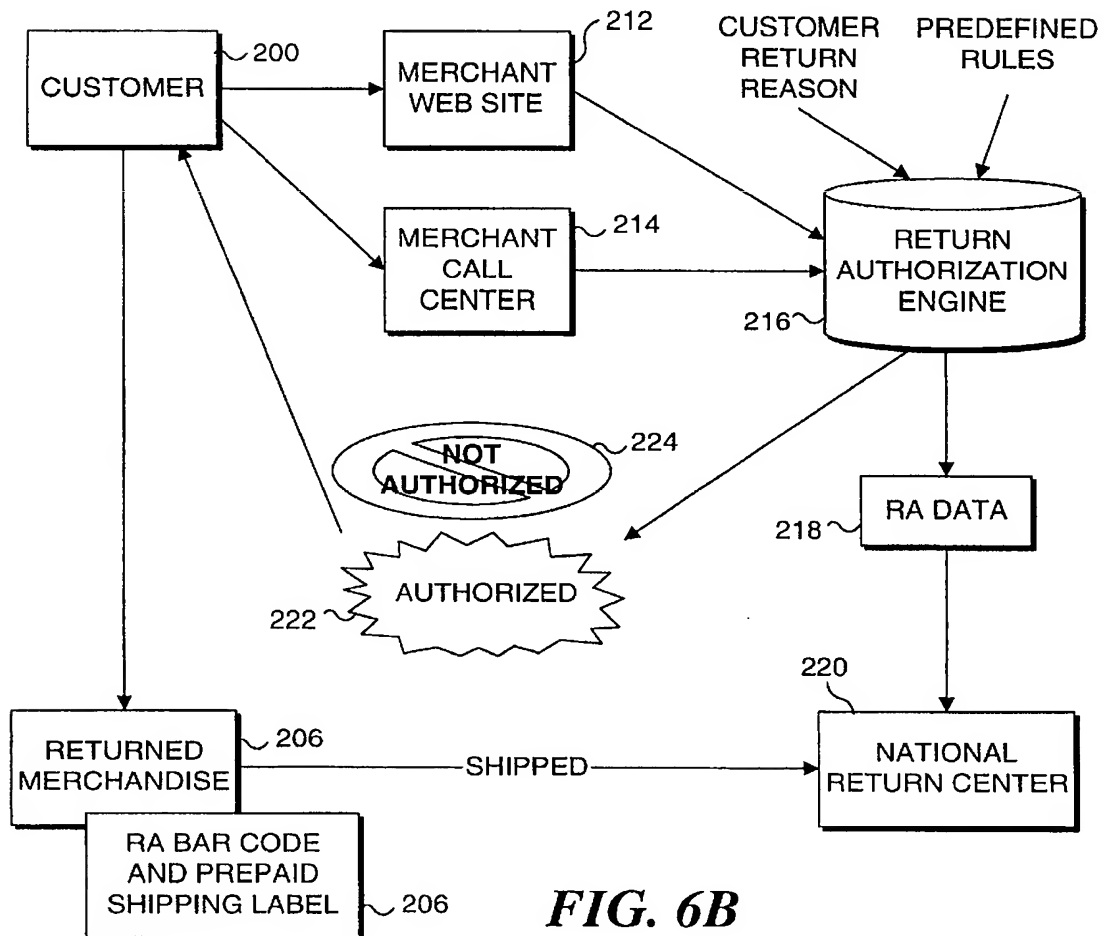 200
CUSTOMER
212
MERCHANT
WEB SITE
CUSTOMER
RETURN
REASON
PREDEFINED
RULES
214
MERCHANT
CALL
CENTER
RETURN
AUTHORIZATION
ENGINE
216
224
NOT
AUTHORIZED
RA DATA
218
AUTHORIZED
222
220
RETURNED
MERCHANDISE
206
SHIPPED
NATIONAL
RETURN CENTER
RA BAR CODE
AND PREPAID
SHIPPING LABEL
206
FIG. 6B